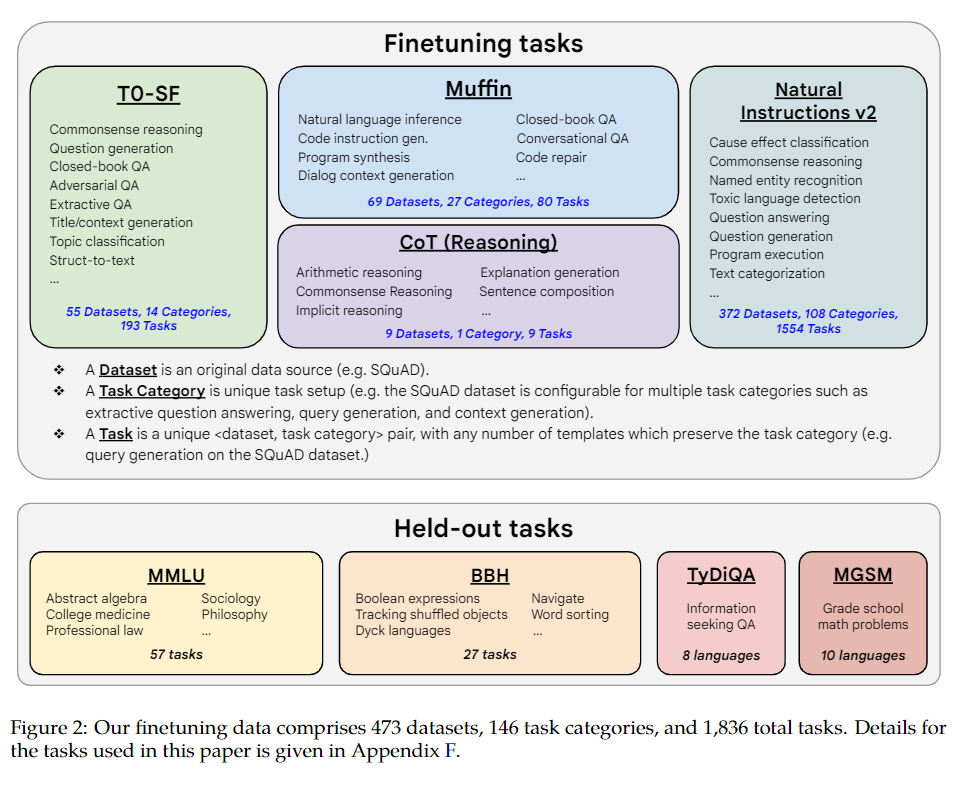 Finetuning tasks
T0-SF
Commonsense reasoning
Question generation
Closed-book QA
Adversarial QA
Extractive QA
Title/context generation
Topic classification
Struct-to-text
...
55 Datasets, 14 Categories,
193 Tasks
Muffin
Natural language inference
Code instruction gen.
Program synthesis
Dialog context generation
Closed-book QA
Conversational QA
Code repair
...
69 Datasets, 27 Categories, 80 Tasks
CoT (Reasoning)
Arithmetic reasoning
Commonsense Reasoning
Implicit reasoning
Explanation generation
Sentence composition
...
9 Datasets, 1 Category, 9 Tasks
Natural
Instructions v2
Cause effect classification
Commonsense reasoning
Named entity recognition
Toxic language detection
Question answering
Question generation
Program execution
Text categorization
...
372 Datasets, 108 Categories,
1554 Tasks
❖ A Dataset is an original data source (e.g. SQuAD).
❖ A Task Category is unique task setup (e.g. the SQuAD dataset is configurable for multiple task categories such as
extractive question answering, query generation, and context generation).
❖ A Task is a unique <dataset, task category> pair, with any number of templates which preserve the task category (e.g.
query generation on the SQuAD dataset.)
Held-out tasks
MMLU
Abstract algebra
College medicine
Professional law
Sociology
Philosophy
...
57 tasks
BBH
Boolean expressions
Tracking shuffled objects
Dyck languages
Navigate
Word sorting
...
27 tasks
TyDiQA
Information
seeking QA
8 languages
MGSM
Grade school
math problems
10 languages
Figure 2: Our finetuning data comprises 473 datasets, 146 task categories, and 1,836 total tasks. Details for
the tasks used in this paper is given in Appendix F.